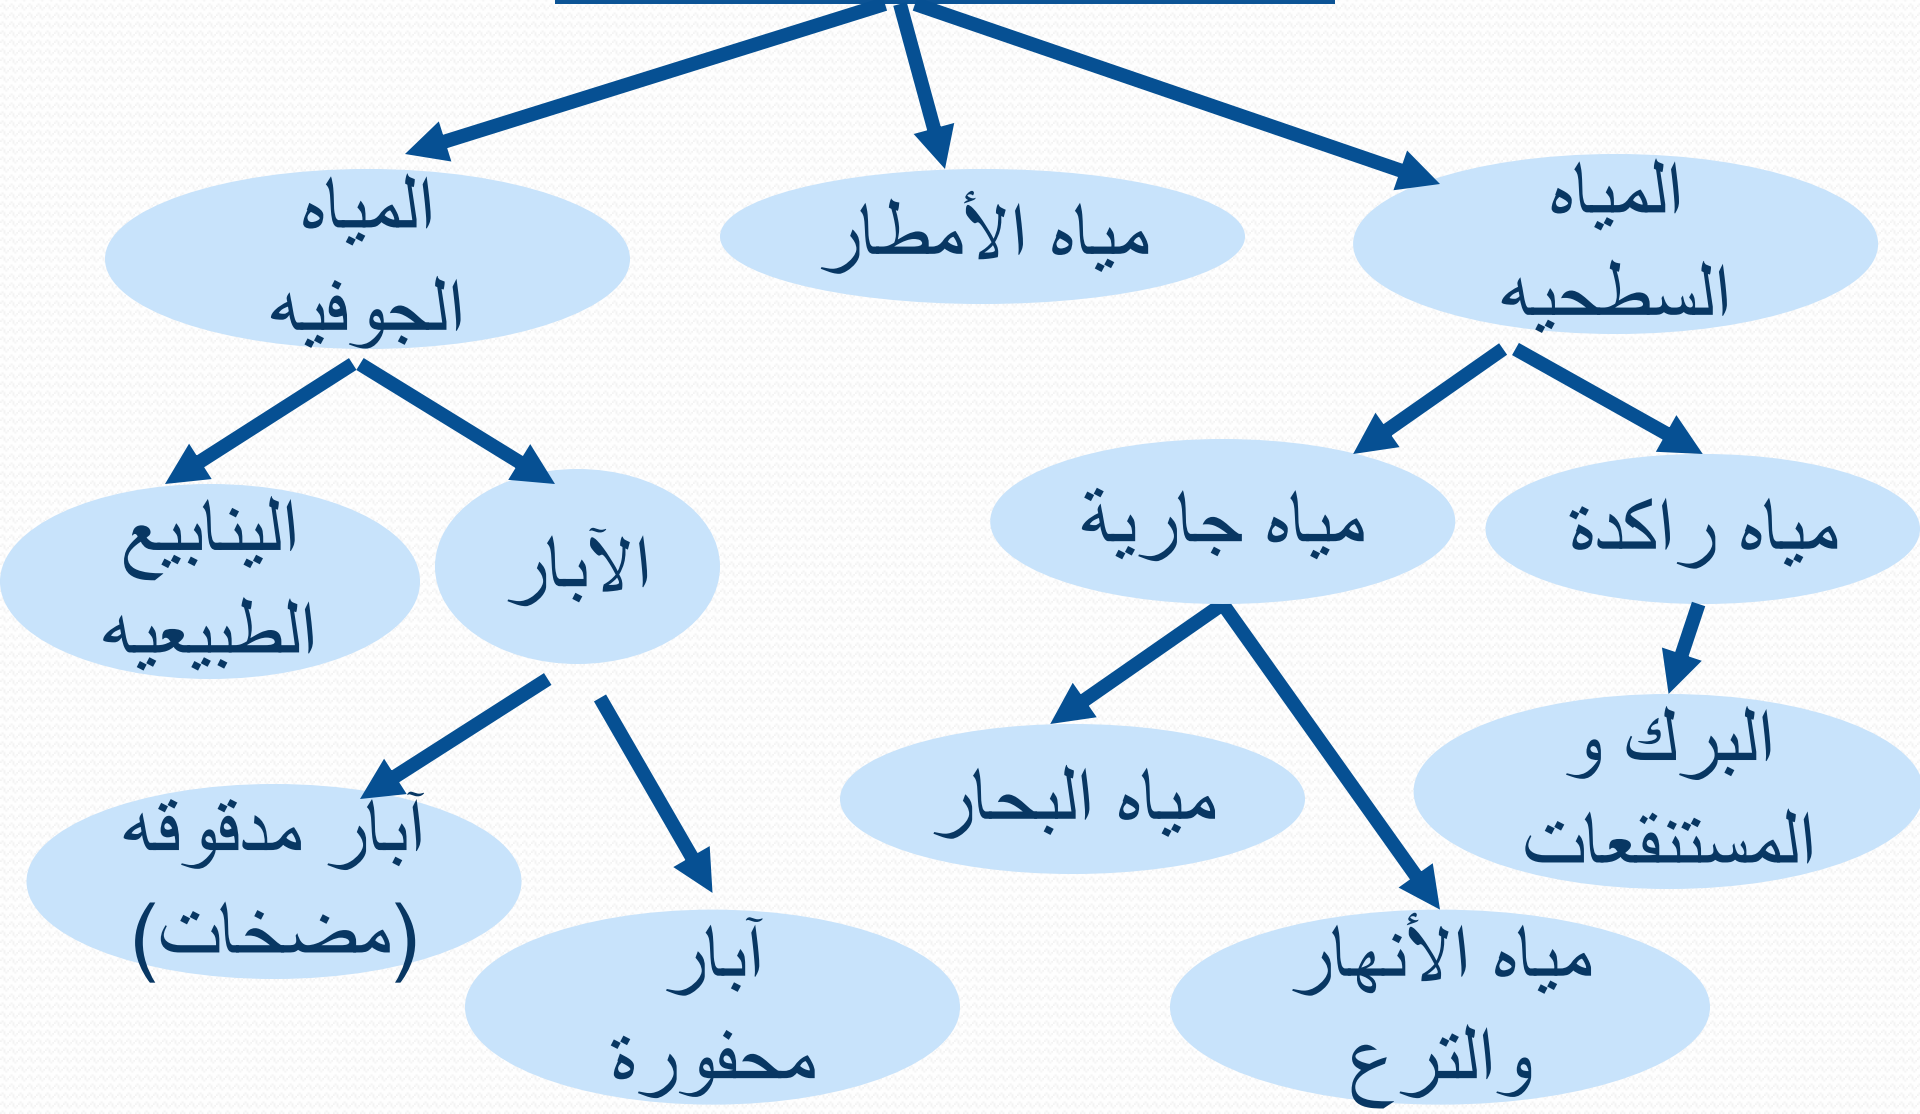 المياه
السطحيه
مياه الأمطار
المياه
الجوفيه
مياه راكدة
مياه جارية
الآبار
الينابيع
الطبيعيه
البرك و
المستنقعات
مياه البحار
آبار مدقوقه
(مضخات)
مياه الأنهار
والترع
آبار
محفورة